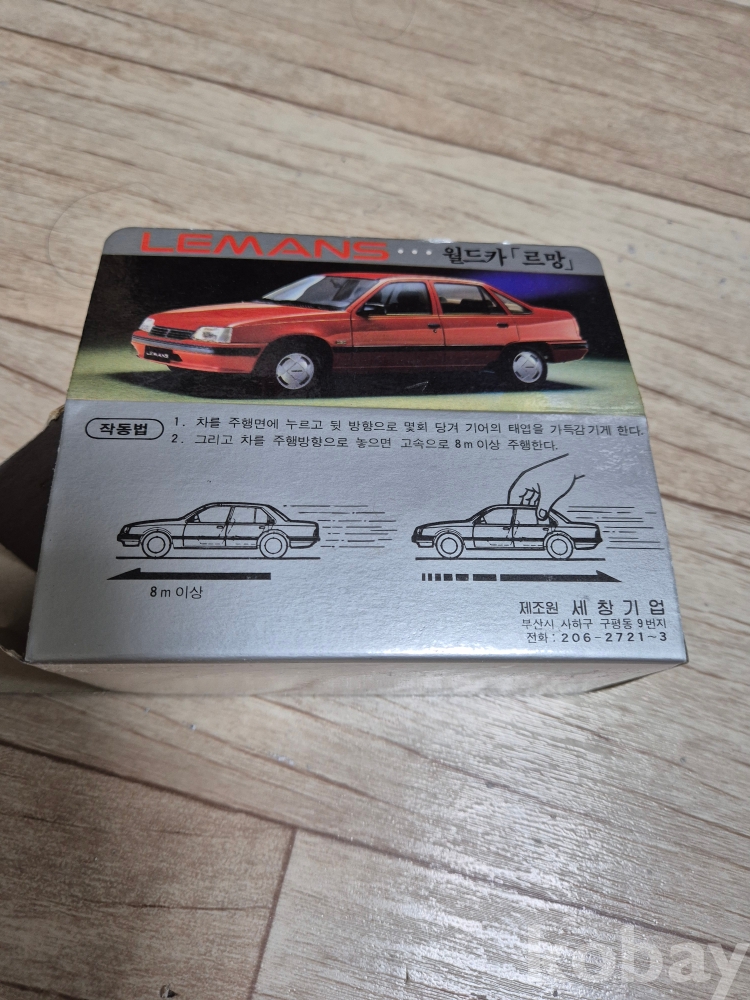 LEMANS ··· 월드카「르망」
LEMANS
작동법
1. 차를 주행면에 누르고 뒷 방향으로 몇회 당겨 기어의 태엽을 가득감기게 한다.
2. 그리고 차를 주행방향으로 놓으면 고속으로 8m 이상 주행한다.
8m 이상
제조원 세창기업
부산시 사하구 구평동 9번지
전화 : 206-2721~3
kobay